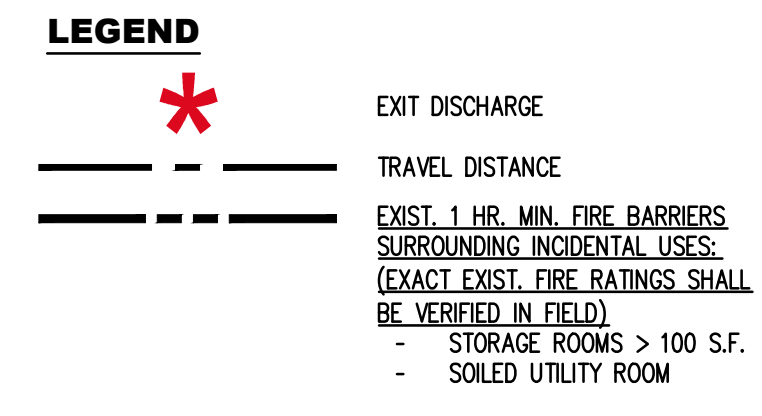 LEGEND
EXIT DISCHARGE
TRAVEL DISTANCE
EXIST. 1 HR. MIN. FIRE BARRIERS
SURROUNDING INCIDENTAL USES:
(EXACT EXIST. FIRE RATINGS SHALL
BE VERIFIED IN FIELD)
- STORAGE ROOMS > 100 S.F.
- SOILED UTILITY ROOM